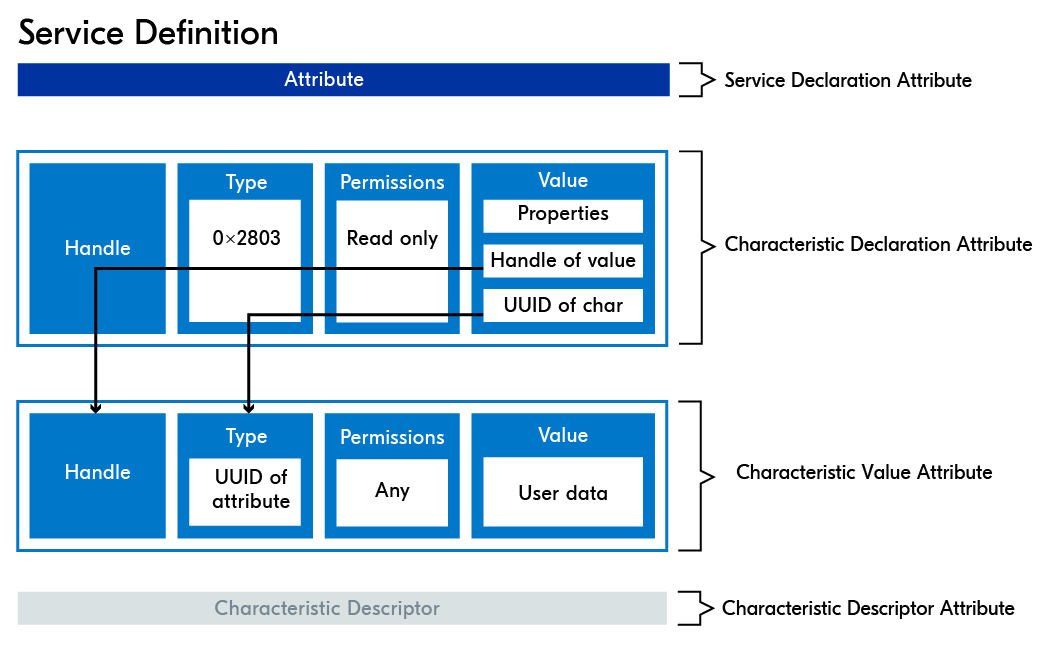 Service Definition
Attribute
Service Declaration Attribute
Handle
Type
0×2803
Permissions
Read only
Value
Properties
Handle of value
UUID of char
Characteristic Declaration Attribute
Handle
Type
UUID of
attribute
Permissions
Any
Value
User data
Characteristic Value Attribute
Characteristic Descriptor
Characteristic Descriptor Attribute